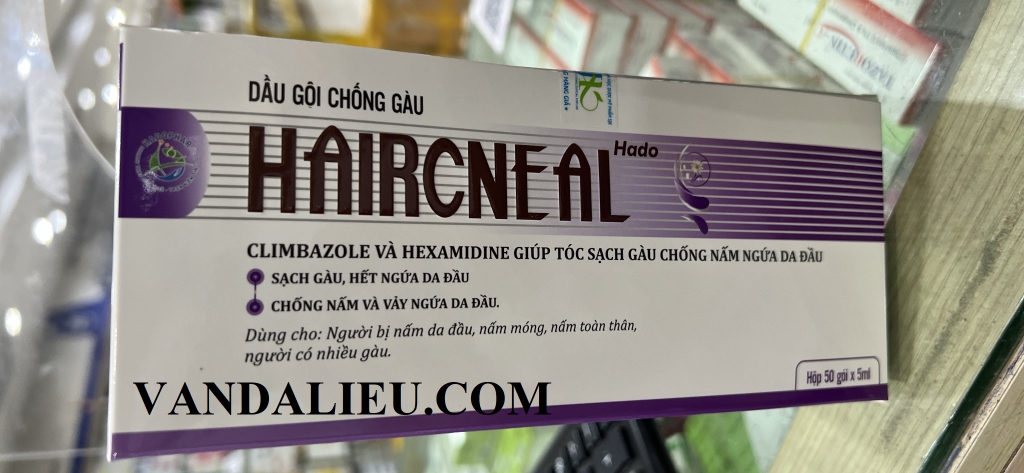 DẦU GỘI CHỐNG GÀU
HAIRCNEAL Hado
CLIMBAZOLE VÀ HEXAMIDINE GIÚP TÓC SẠCH GÀU CHỐNG NẤM NGỨA DA ĐẦU
SẠCH GÀU, HẾT NGỨA DA ĐẦU
CHỐNG NẤM VÀ VẢY NGỨA DA ĐẦU.
Dùng cho: Người bị nấm da đầu, nấm móng, nấm toàn thân,
người có nhiều gàu.
Hộp 50 gói x 5ml
VANDALIEU.COM